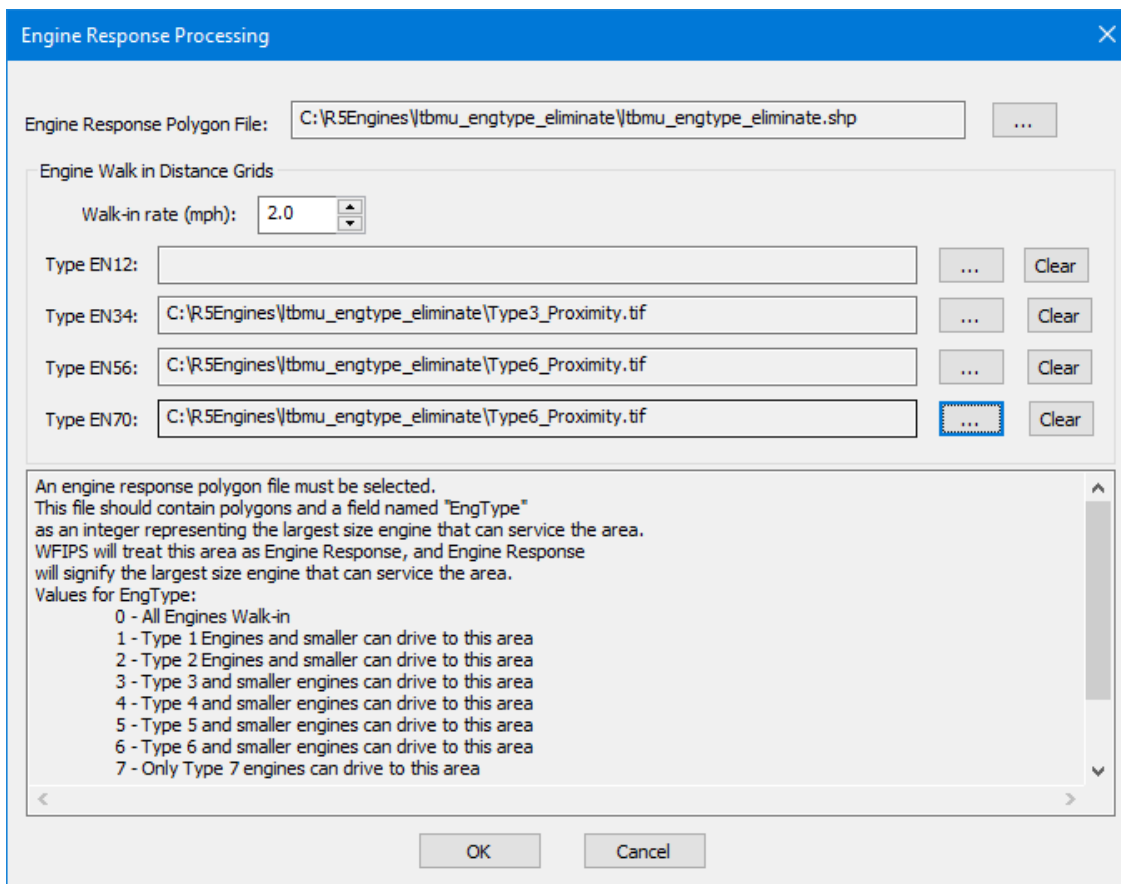 Engine Response Processing
Engine Response Polygon File: C:\R5Engines\ltbmu_engtype_eliminate\ltbmu_engtype_eliminate.shp ...
Engine Walk in Distance Grids
Walk-in rate (mph): 2.0
Type EN12: ... Clear
Type EN34: C:\R5Engines\ltbmu_engtype_eliminate\Type3_Proximity.tif ... Clear
Type EN56: C:\R5Engines\ltbmu_engtype_eliminate\Type6_Proximity.tif ... Clear
Type EN70: C:\R5Engines\ltbmu_engtype_eliminate\Type6_Proximity.tif ... Clear
An engine response polygon file must be selected.
This file should contain polygons and a field named "EngType"
as an integer representing the largest size engine that can service the area.
WFIPS will treat this area as Engine Response, and Engine Response
will signify the largest size engine that can service the area.
Values for EngType:
0 - All Engines Walk-in
1 - Type 1 Engines and smaller can drive to this area
2 - Type 2 Engines and smaller can drive to this area
3 - Type 3 and smaller engines can drive to this area
4 - Type 4 and smaller engines can drive to this area
5 - Type 5 and smaller engines can drive to this area
6 - Type 6 and smaller engines can drive to this area
7 - Only Type 7 engines can drive to this area
OK Cancel